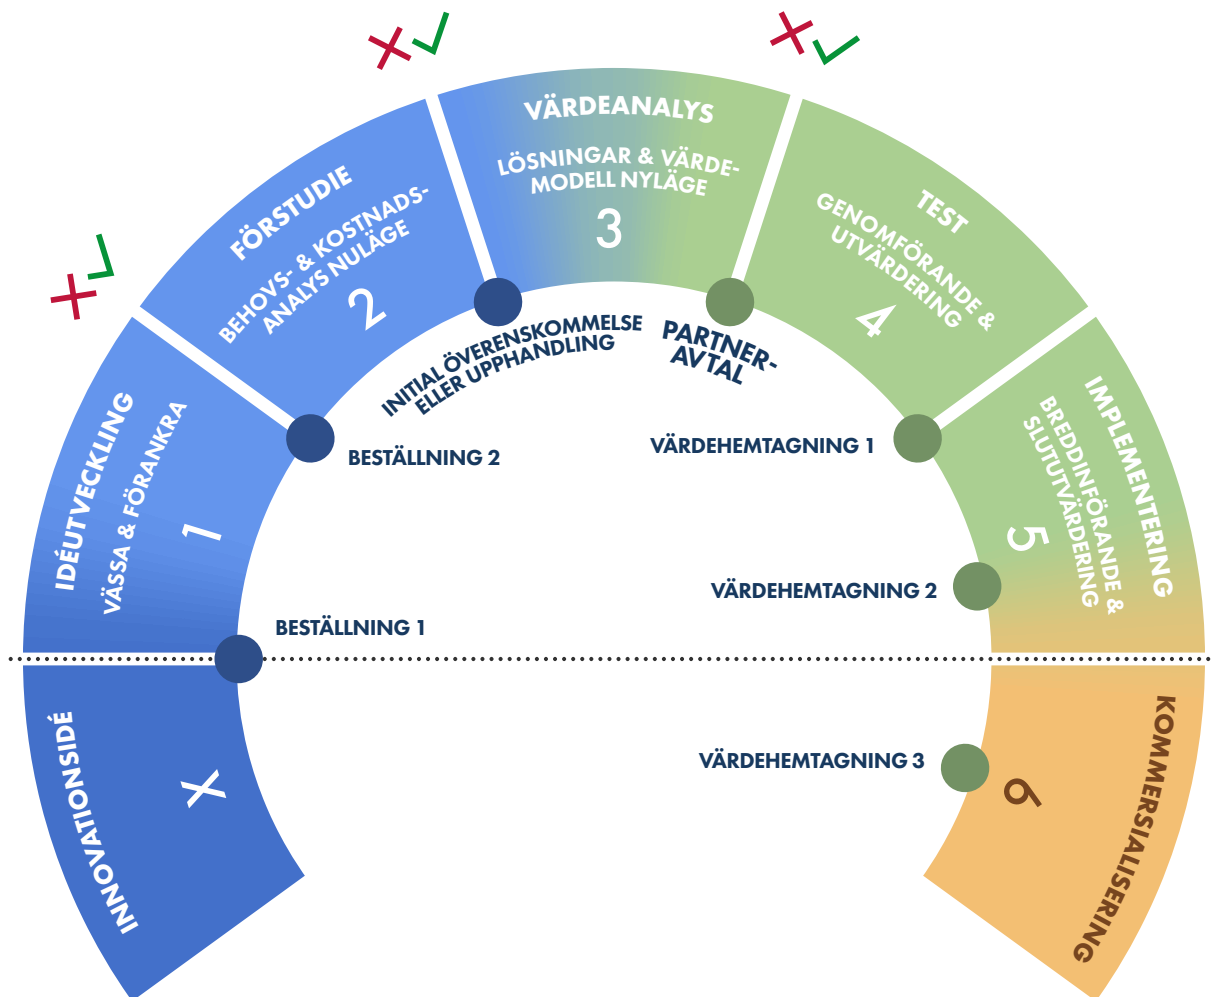 INNOVATIONSIDÉ
X
BESTÄLLNING 1
IDÉUTVECKLING
VÄSSA & FÖRANKRA
1
BESTÄLLNING 2
FÖRSTUDIE
BEHOVS- & KOSTNADS-
ANALYS NULÄGE
2
INITIAL ÖVERENSKOMMELSE
ELLER UPPHANDLING
VÄRDEANALYS
LÖSNINGAR & VÄRDE-
MODELL NYLÄGE
3
PARTNER-
AVTAL
TEST
GENOMFÖRANDE &
UTVÄRDERING
4
VÄRDEHEMTAGNING 1
IMPLEMENTERING
BREDDINFÖRANDE &
SLUTUTVÄRDERING
5
VÄRDEHEMTAGNING 2
KOMMERSIALISERING
6
VÄRDEHEMTAGNING 3